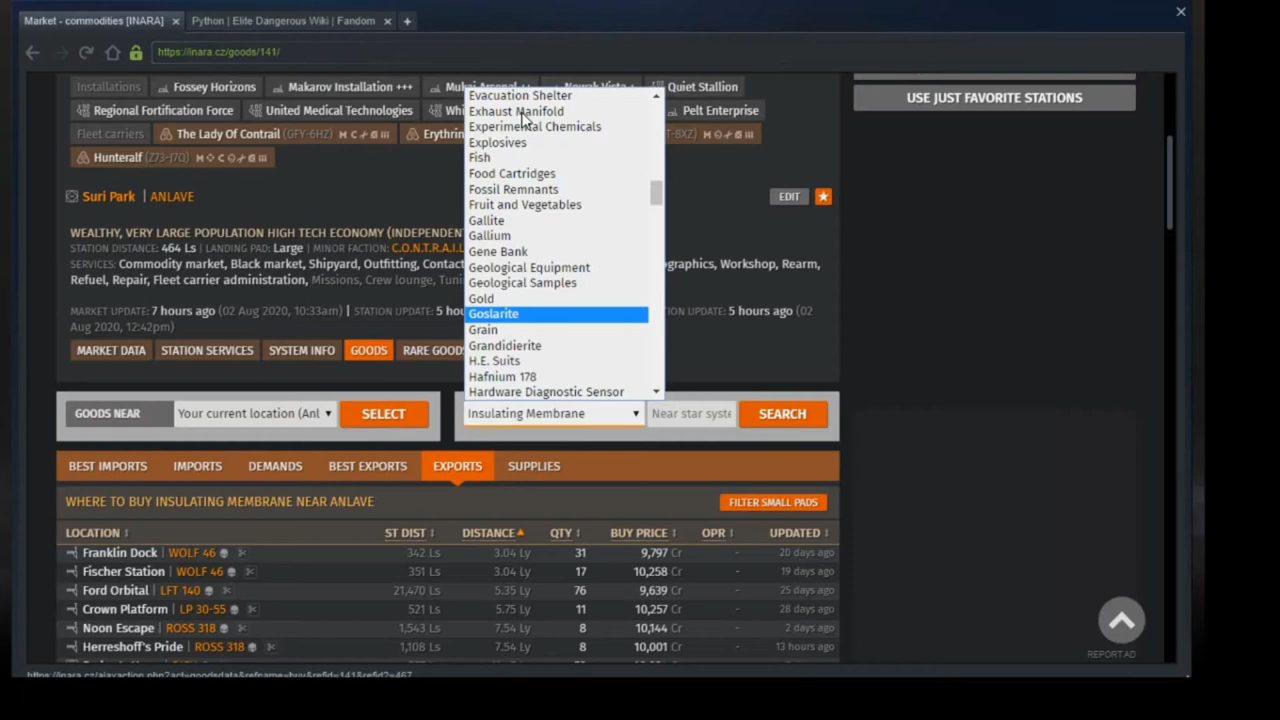 Market - commodities [INARA]
Python | Elite Dangerous Wiki | Fandom
https://inara.cz/goods/141/
Installations Fossey Horizons Makarov Installation +++ Quiet Stallion
Regional Fortification Force United Medical Technologies Pelt Enterprise
Fleet carriers The Lady Of Contrail (GFY-6HZ)
Hunteralf (Z73-J7Q)
Suri Park | ANLAVE
EDIT
USE JUST FAVORITE STATIONS
WEALTHY, VERY LARGE POPULATION HIGH TECH ECONOMY
STATION DISTANCE: 464 Ls | LANDING PAD: Large | MINOR FACTION:
SERVICES: Commodity market, Black market, Shipyard, Outfitting, Workshop, Rearm,
Refuel, Repair, Fleet carrier administration, Missions, Crew lounge,
MARKET UPDATE: 7 hours ago (02 Aug 2020, 10:33am) | STATION UPDATE: UPDATE: 5 hours ago (02
Aug 2020, 12:42pm)
MARKET DATA STATION SERVICES SYSTEM INFO GOODS
Evacuation Shelter
Exhaust Manifold
Experimental Chemicals
Explosives
Fish
Food Cartridges
Fossil Remnants
Fruit and Vegetables
Gallite
Gallium
Gene Bank
Geological Equipment
Geological Samples
Gold
Goslarite
Grain
Grandidierite
H.E. Suits
Hafnium 178
Hardware Diagnostic Sensor
GOODS NEAR Your current location (Anl SELECT Insulating Membrane Near star syste SEARCH
BEST IMPORTS IMPORTS DEMANDS BEST EXPORTS EXPORTS SUPPLIES
WHERE TO BUY INSULATING MEMBRANE NEAR ANLAVE FILTER SMALL PADS
LOCATION ST DIST DISTANCE QTY BUY PRICE OPR UPDATED
Franklin Dock | WOLF 46 342 Ls 3.04 Ly 31 9,797 Cr - 20 days ago
Fischer Station | WOLF 46 351 Ls 3.04 Ly 17 10,258 Cr - 19 days ago
Ford Orbital | LFT 140 21,470 Ls 5.35 Ly 76 9,639 Cr - 25 days ago
Crown Platform | LP 30-55 521 Ls 5.75 Ly 11 10,257 Cr - 28 days ago
Noon Escape | ROSS 318 1,543 Ls 7.54 Ly 8 10,144 Cr - 2 days ago
Herreshoff's Pride | ROSS 318 1,108 Ls 7.54 Ly 8 10,001 Cr - 13 hours ago
REPORT AD